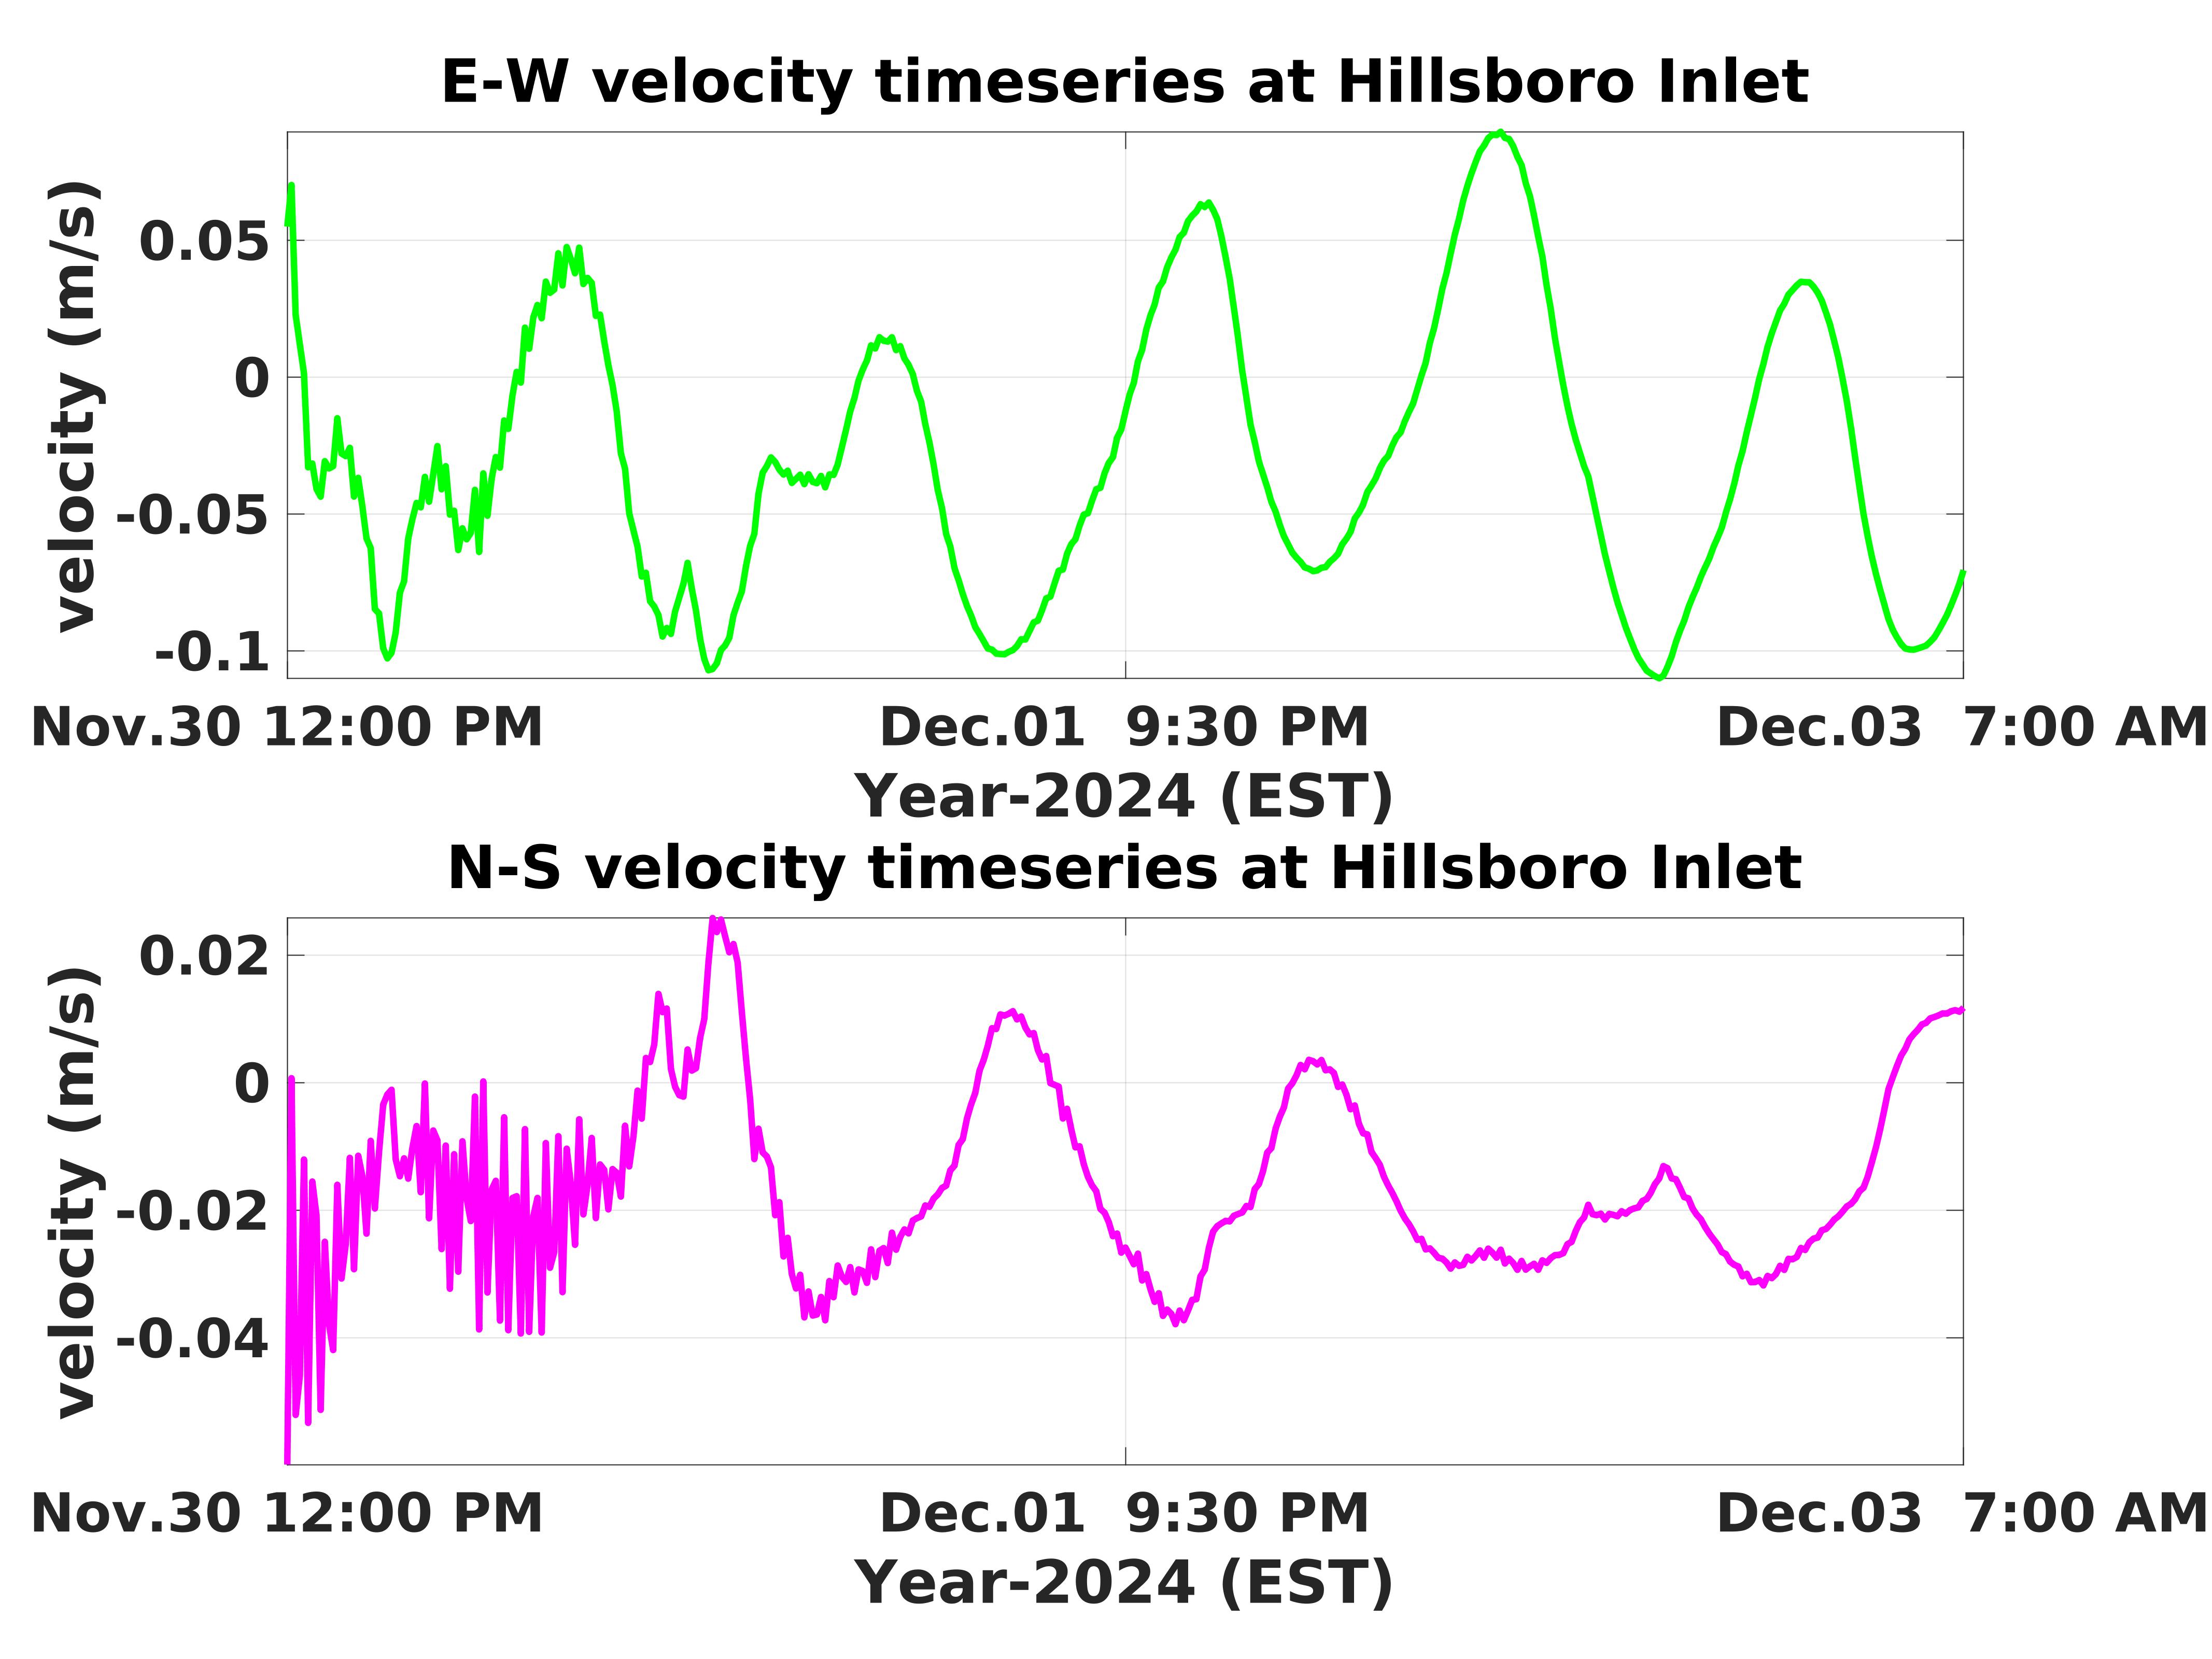 E-W velocity timeseries at Hillsboro Inlet
velocity (m/s)
0.05
0
-0.05
-0.1
Nov.30 12:00 PM
Dec.01 9:30 PM
Dec.03 7:00 AM
Year-2024 (EST)
N-S velocity timeseries at Hillsboro Inlet
velocity (m/s)
0.02
0
-0.02
-0.04
Nov.30 12:00 PM
Dec.01 9:30 PM
Dec.03 7:00 AM
Year-2024 (EST)